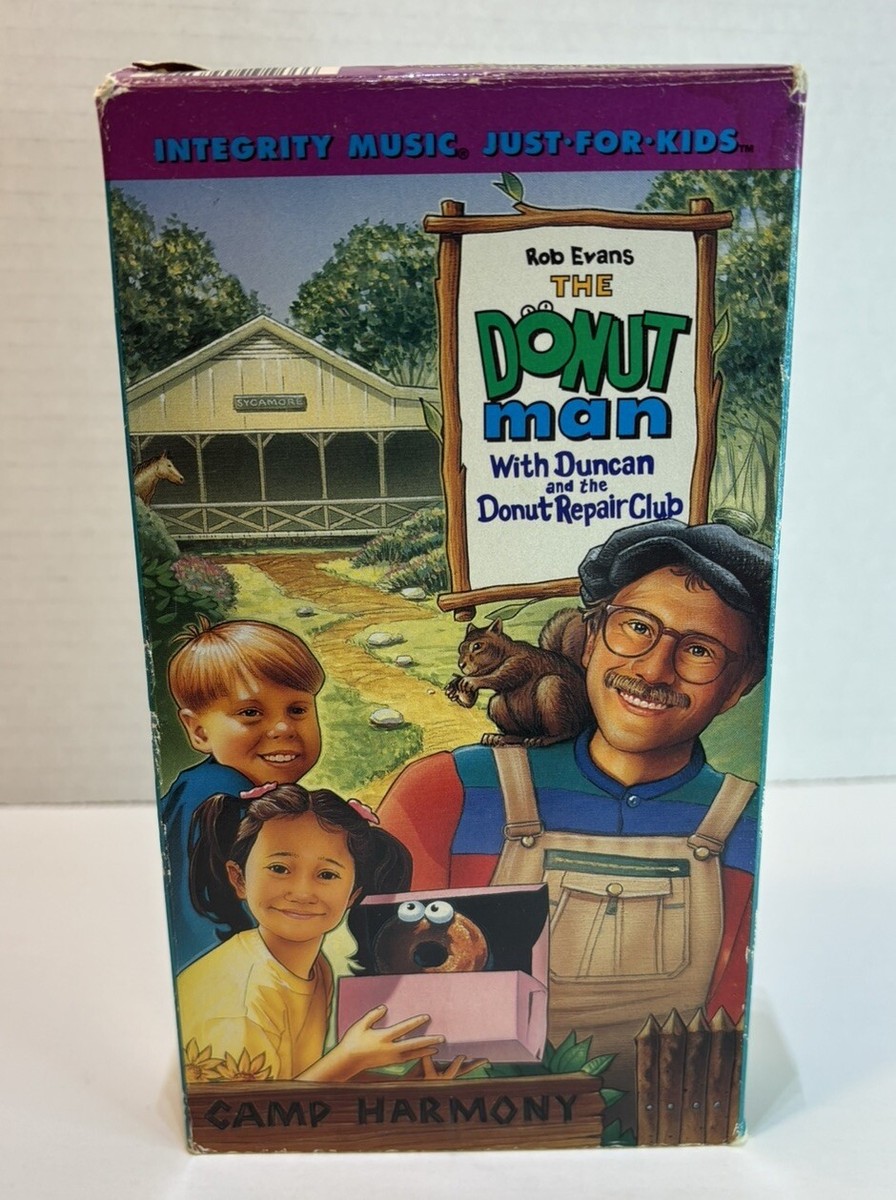 INTEGRITY MUSIC® JUST·FOR·KIDS™
Rob Evans
THE
DONUT
man
With Duncan
and the
Donut Repair Club
SYCAMORE
CAMP HARMONY